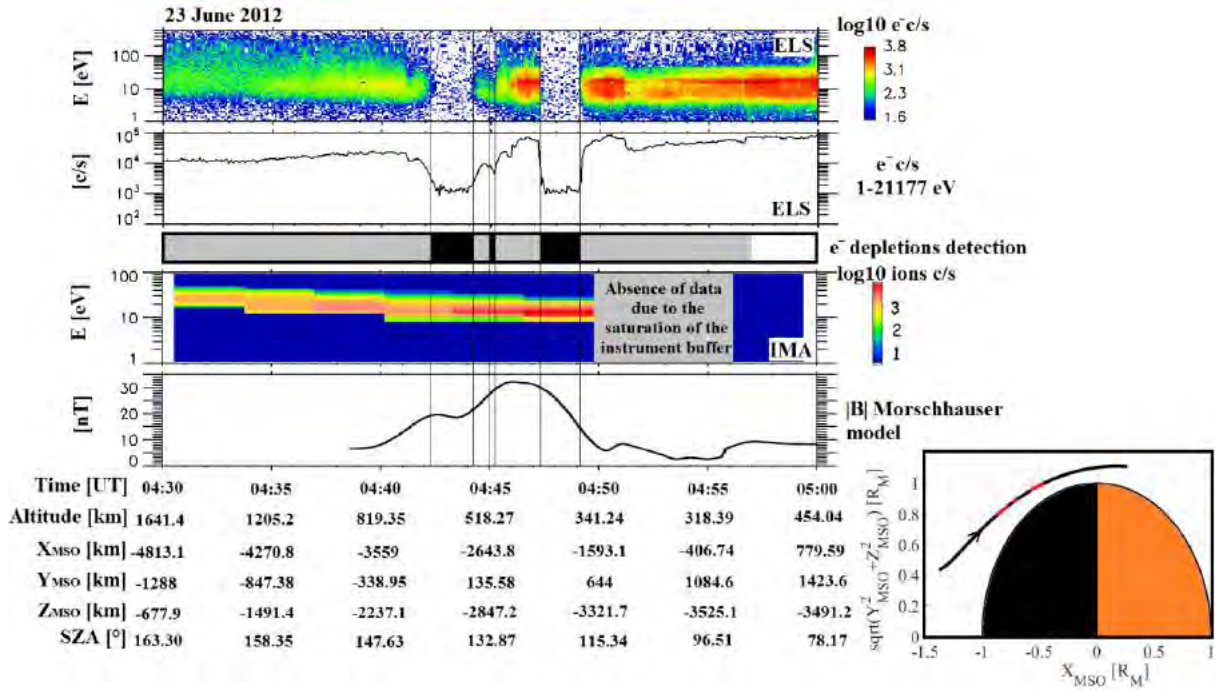 23 June 2012
log10 e⁻c/s
ELS
E [eV]
100
10
1
3.8
3.1
2.3
1.6
[c/s]
10⁵
10⁴
10³
10²
e⁻ c/s
1-21177 eV
ELS
e⁻ depletions detection
log10 ions c/s
E [eV]
100
10
1
Absence of data
due to the
saturation of the
instrument buffer
IMA
3
2
1
[nT]
30
20
10
0
|B| Morschhauser
model
Time [UT] 04:30 04:35 04:40 04:45 04:50 04:55 05:00
Altitude [km] 1641.4 1205.2 819.35 518.27 341.24 318.39 454.04
XMSO [km] -4813.1 -4270.8 -3559 -2643.8 -1593.1 -406.74 779.59
YMSO [km] -1288 -847.38 -338.95 135.58 644 1084.6 1423.6
ZMSO [km] -677.9 -1491.4 -2237.1 -2847.2 -3321.7 -3525.1 -3491.2
SZA [°] 163.30 158.35 147.63 132.87 115.34 96.51 78.17
sqrt(Y²MSO+Z²MSO) [RM]
1
0.8
0.6
0.4
0.2
0
-1.5 -1 -0.5 0 0.5 1
XMSO [RM]